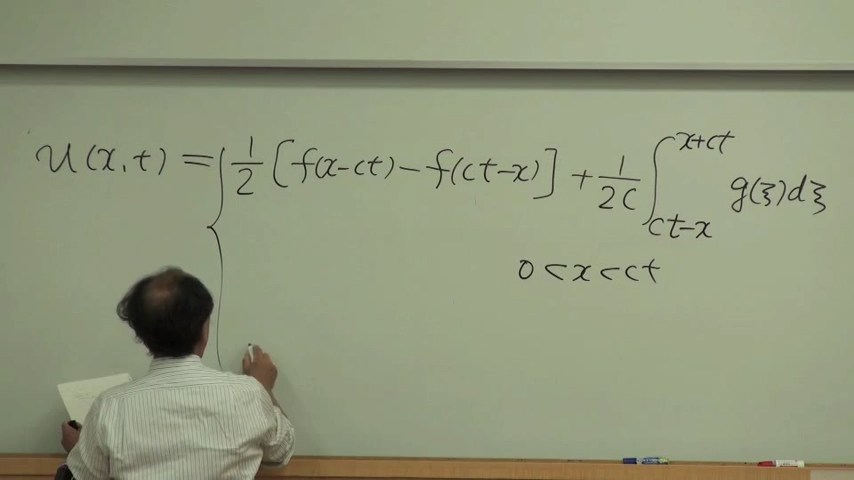 u(x,t) = { 1/2 [f(x-ct) - f(ct-x)] + 1/2c ∫_{ct-x}^{x+ct} g(ξ)dξ
0 < x < ct